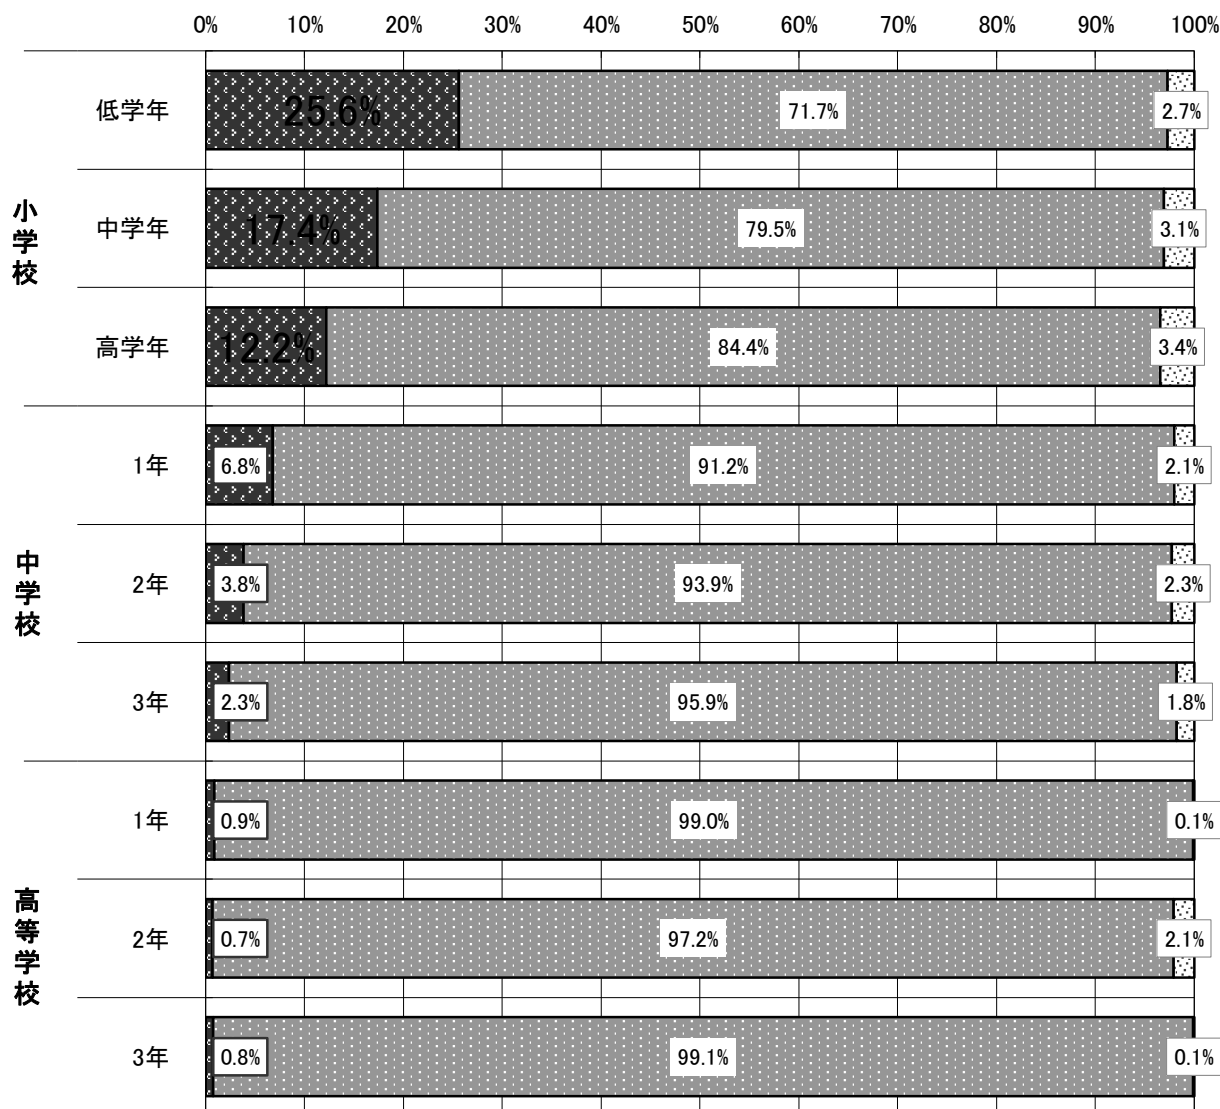 0% 10% 20% 30% 40% 50% 60% 70% 80% 90% 100%
小学校
低学年 25.6% 71.7% 2.7%
中学年 17.4% 79.5% 3.1%
高学年 12.2% 84.4% 3.4%
中学校
1年 6.8% 91.2% 2.1%
2年 3.8% 93.9% 2.3%
3年 2.3% 95.9% 1.8%
高等学校
1年 0.9% 99.0% 0.1%
2年 0.7% 97.2% 2.1%
3年 0.8% 99.1% 0.1%